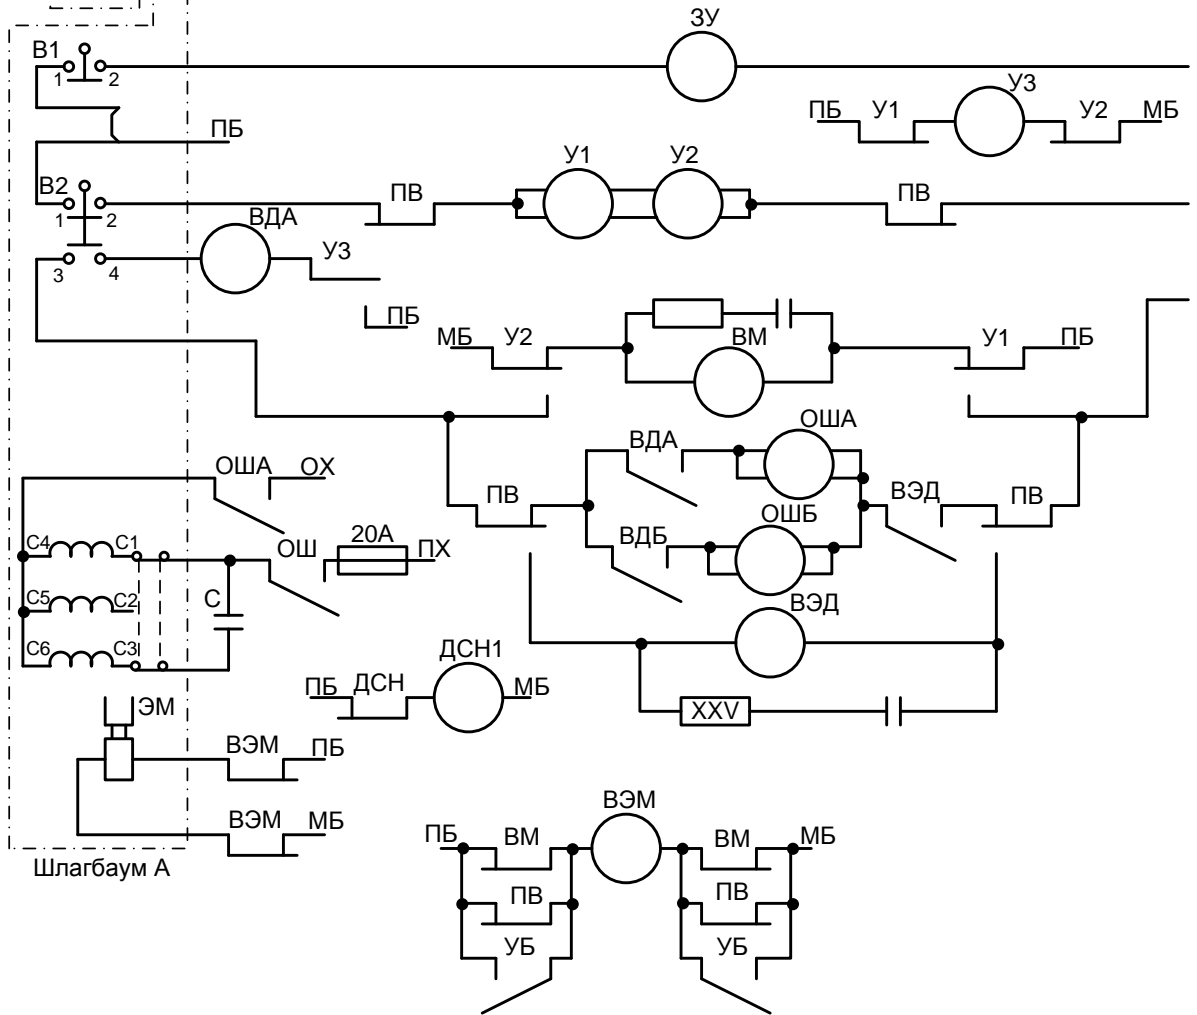 ЗУ
В1
1 2
У3
ПБ У1 У2 МБ
ПБ
У1 У2
В2
ПВ ПВ
1 2
ВДА
У3
3 4
ПБ
МБ У2 ВМ У1 ПБ
ОША
ВДА
ОША ОХ
ПВ ВЭД ПВ
ОШБ
20А
С4 С1 ОШ ПХ
ВДБ
С5 С2 С
ВЭД
С6 С3
ДСН1
ПБ ДСН МБ
ЭМ
XXV
ВЭМ ПБ
ВЭМ
ВЭМ МБ
ПБ ВМ ВМ МБ
Шлагбаум А
ПВ ПВ
УБ УБ